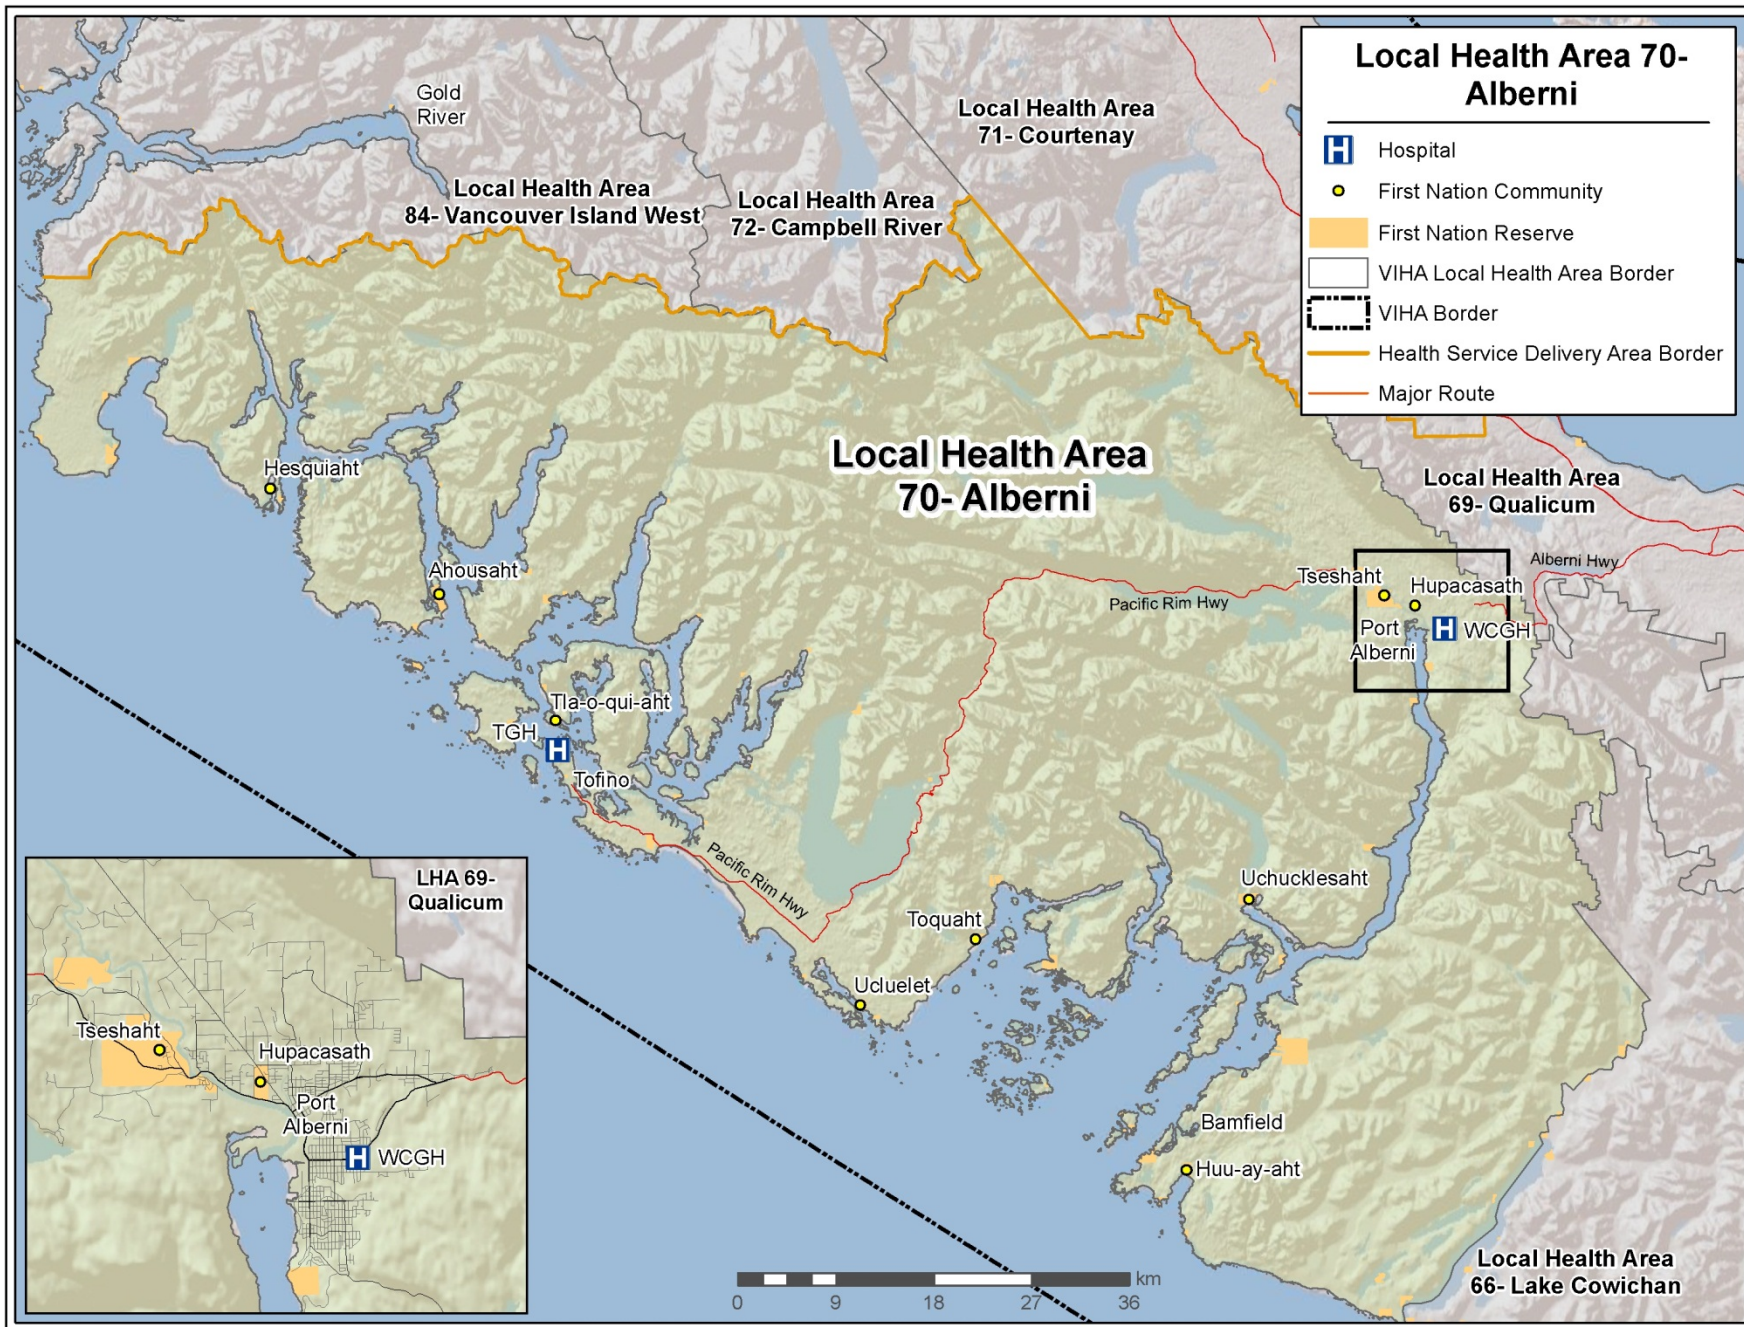 Local Health Area 70-
Alberni
Hospital
First Nation Community
First Nation Reserve
VIHA Local Health Area Border
VIHA Border
Health Service Delivery Area Border
Major Route
Gold
River
Local Health Area
71- Courtenay
Local Health Area
84- Vancouver Island West
Local Health Area
72- Campbell River
Local Health Area
70- Alberni
Local Health Area
69- Qualicum
Hesquiaht
Ahousaht
Alberni Hwy
Tseshaht
Hupacasath
Pacific Rim Hwy
Port
Alberni
H WCGH
Tla-o-qui-aht
TGH
H
Tofino
Pacific Rim Hwy
Uchucklesaht
Toquaht
Ucluelet
Bamfield
Huu-ay-aht
Local Health Area
66- Lake Cowichan
LHA 69-
Qualicum
Tseshaht
Hupacasath
Port
Alberni
H WCGH
km
0 9 18 27 36